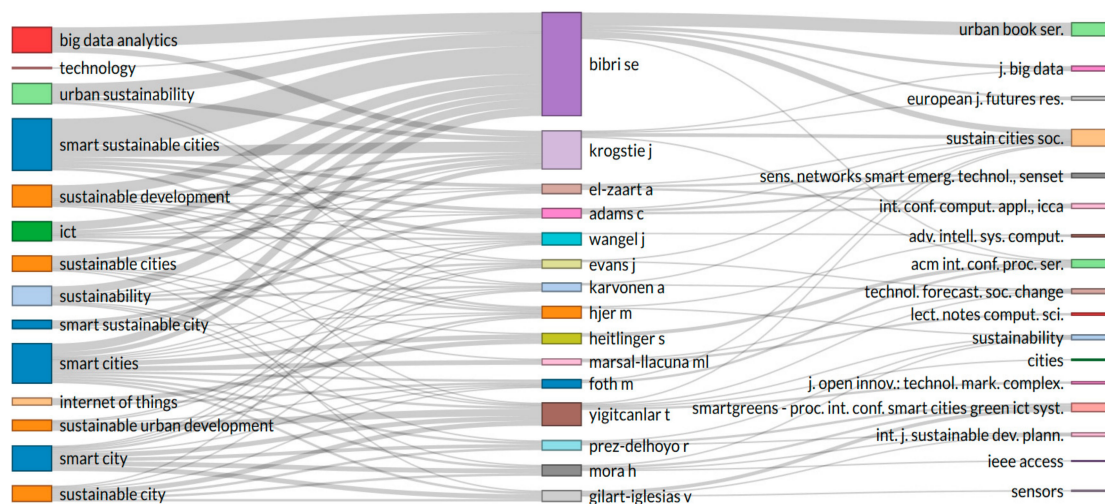 big data analytics
technology
urban sustainability
smart sustainable cities
sustainable development
ict
sustainable cities
sustainability
smart sustainable city
smart cities
internet of things
sustainable urban development
smart city
sustainable city
bibri se
krogstie j
el-zaart a
adams c
wangel j
evans j
karvonen a
hjer m
heitlinger s
marsal-llacuna ml
foth m
yigitcanlar t
prez-delhoyo r
mora h
gilart-iglesias v
urban book ser.
j. big data
european j. futures res.
sustain cities soc.
sens. networks smart emerg. technol., senset
int. conf. comput. appl., icca
adv. intell. sys. comput.
acm int. conf. proc. ser.
technol. forecast. soc. change
lect. notes comput. sci.
sustainability
cities
j. open innov.: technol. mark. complex.
smartgreens - proc. int. conf. smart cities green ict syst.
int. j. sustainable dev. plann.
ieee access
sensors